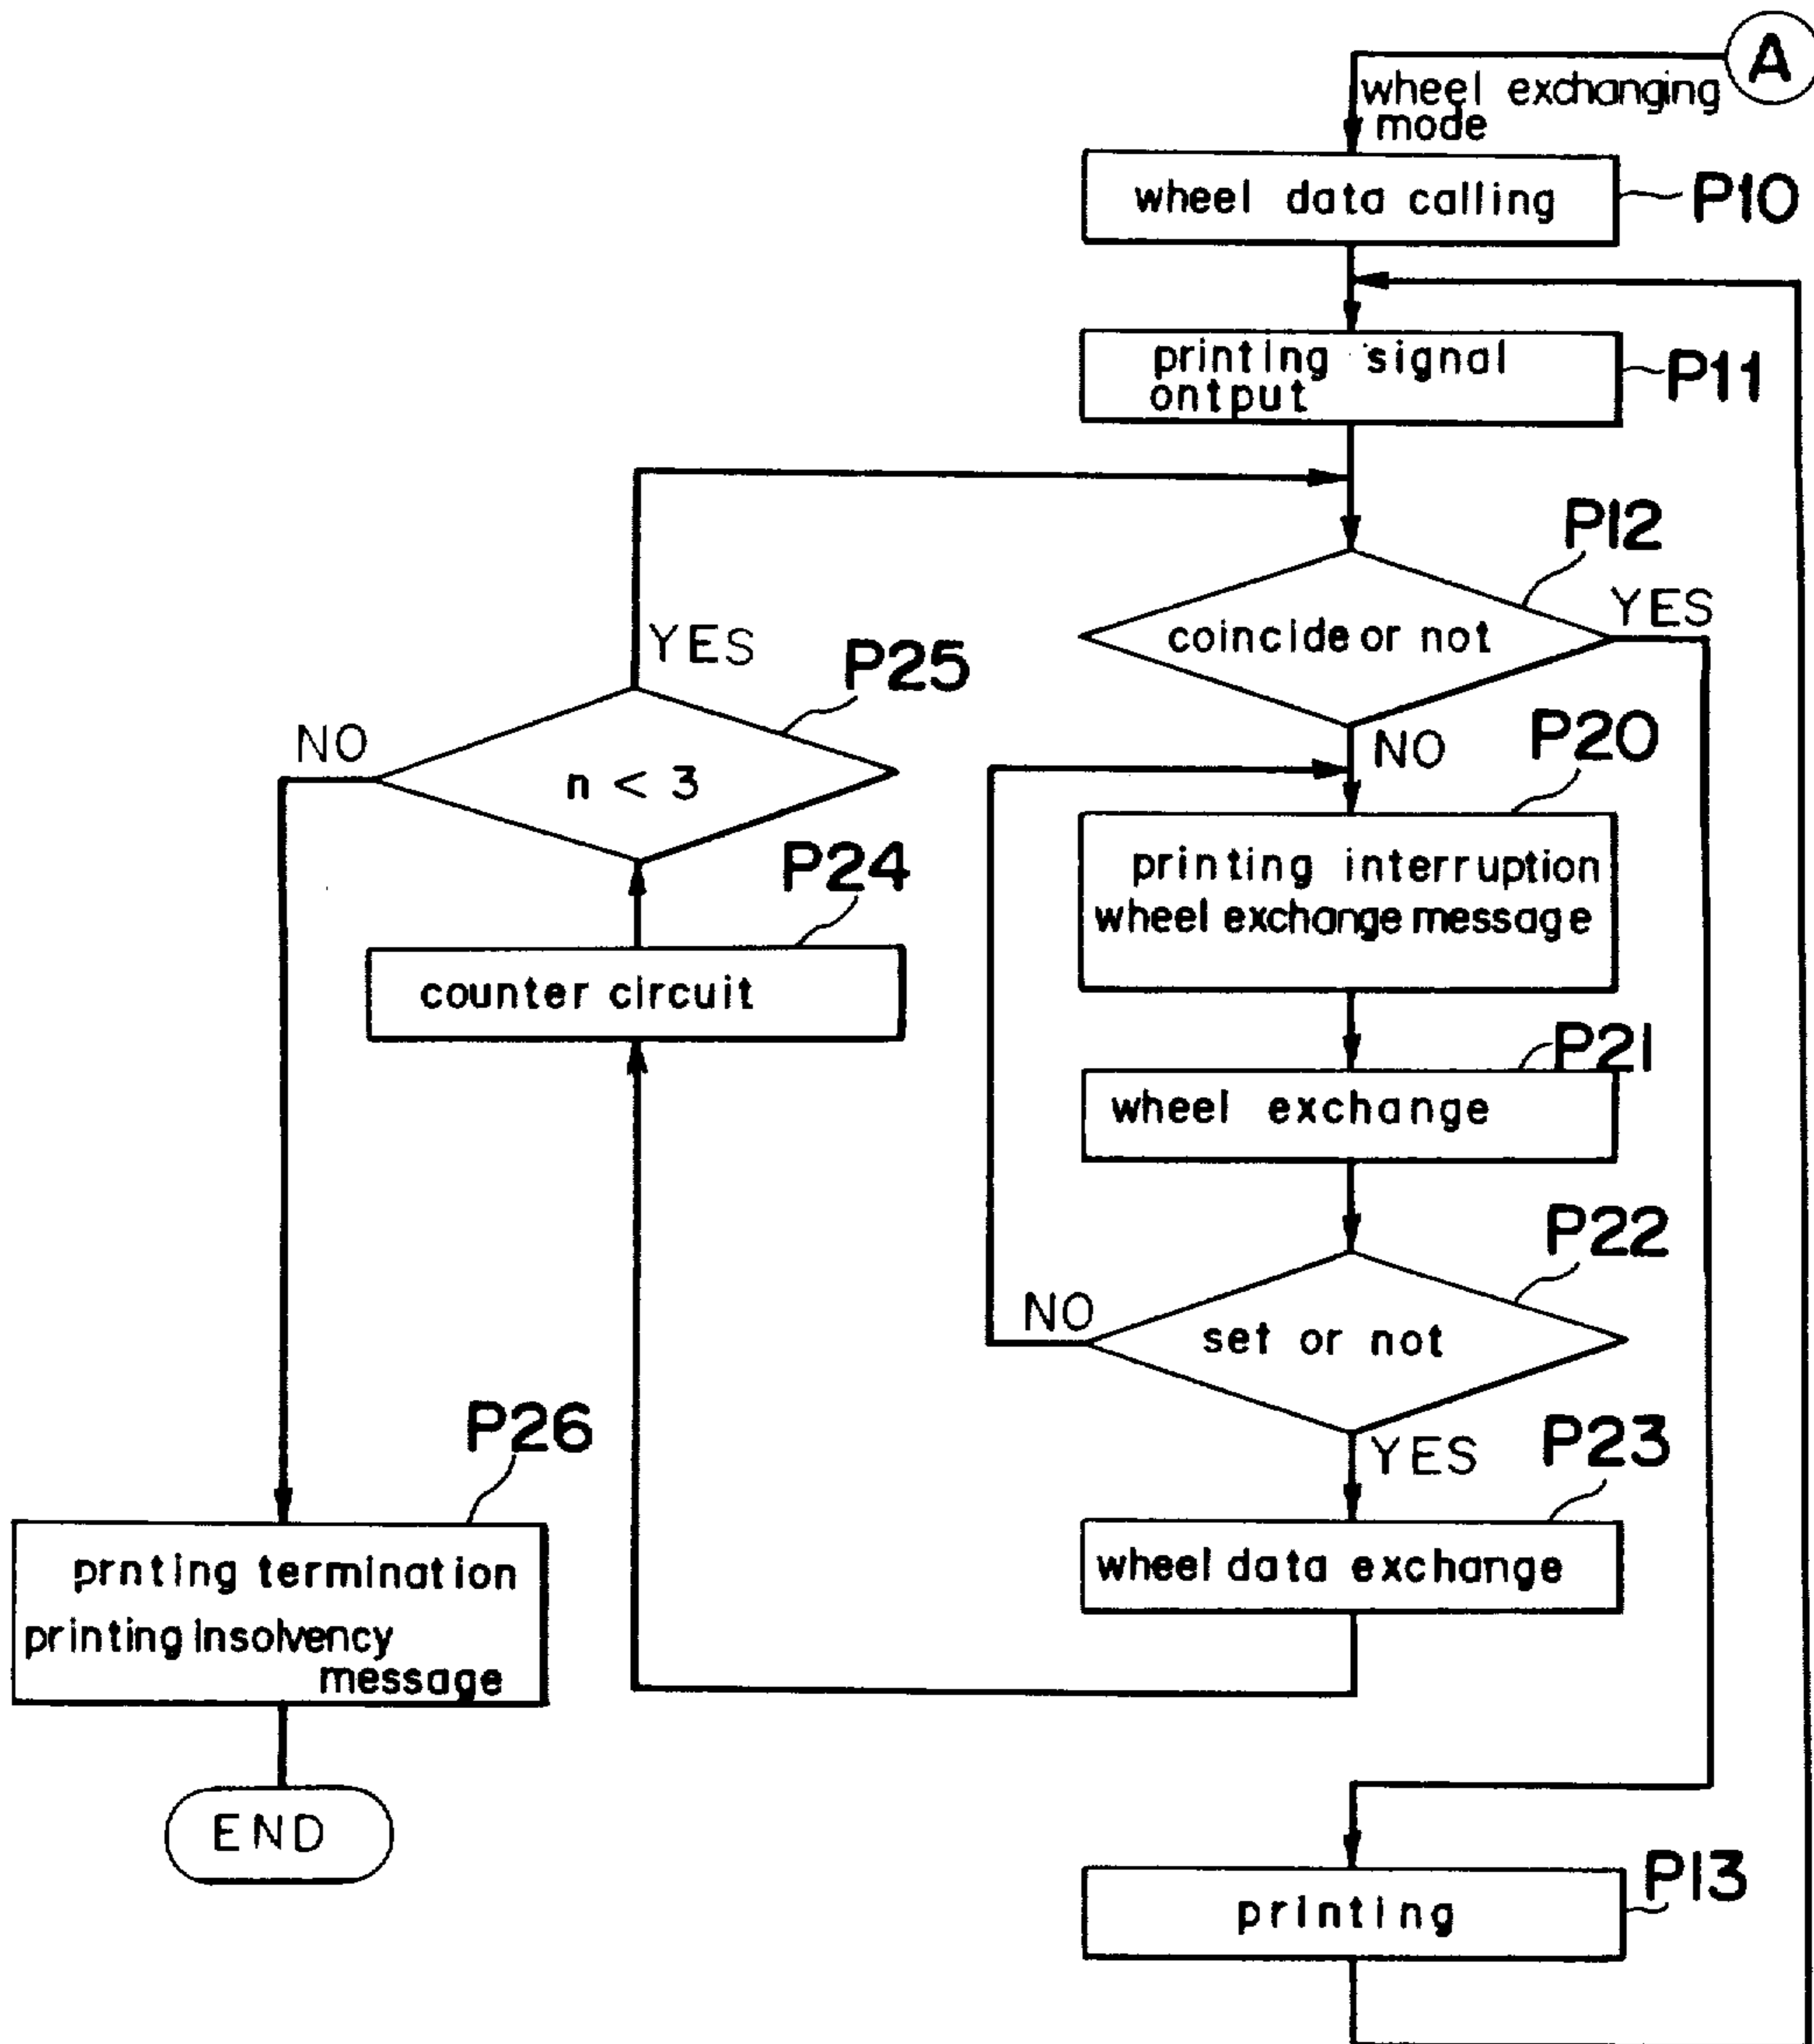 A
wheel exchanging
mode
wheel data calling
P10
printing signal
ontput
P11
P12
YES
coincide or not
YES
P25
NO
n < 3
NO
P20
printing interruption
wheel exchange message
P24
counter circuit
P21
wheel exchange
P22
NO
set or not
YES
P23
wheel data exchange
P26
prnting termination
printing Insolvency
message
END
P13
printing